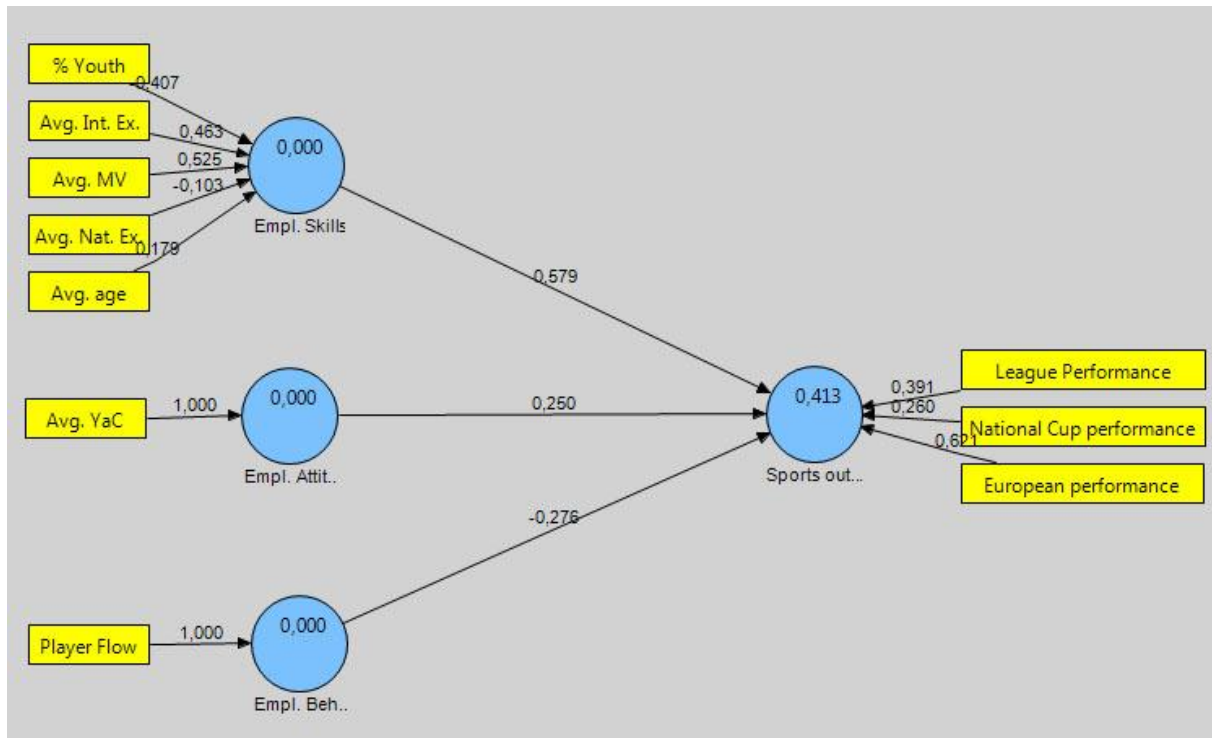 % Youth
-0,407
Avg. Int. Ex.
0,463
0,000
Avg. MV
0,525
-0,103
Avg. Nat. Ex.
0,179
Empl. Skills
Avg. age
0,579
League Performance
0,391
0,000
0,413
Avg. YaC
1,000
0,250
0,260
National Cup performance
0,621
Empl. Attit..
Sports out...
European performance
-0,276
0,000
Player Flow
1,000
Empl. Beh..